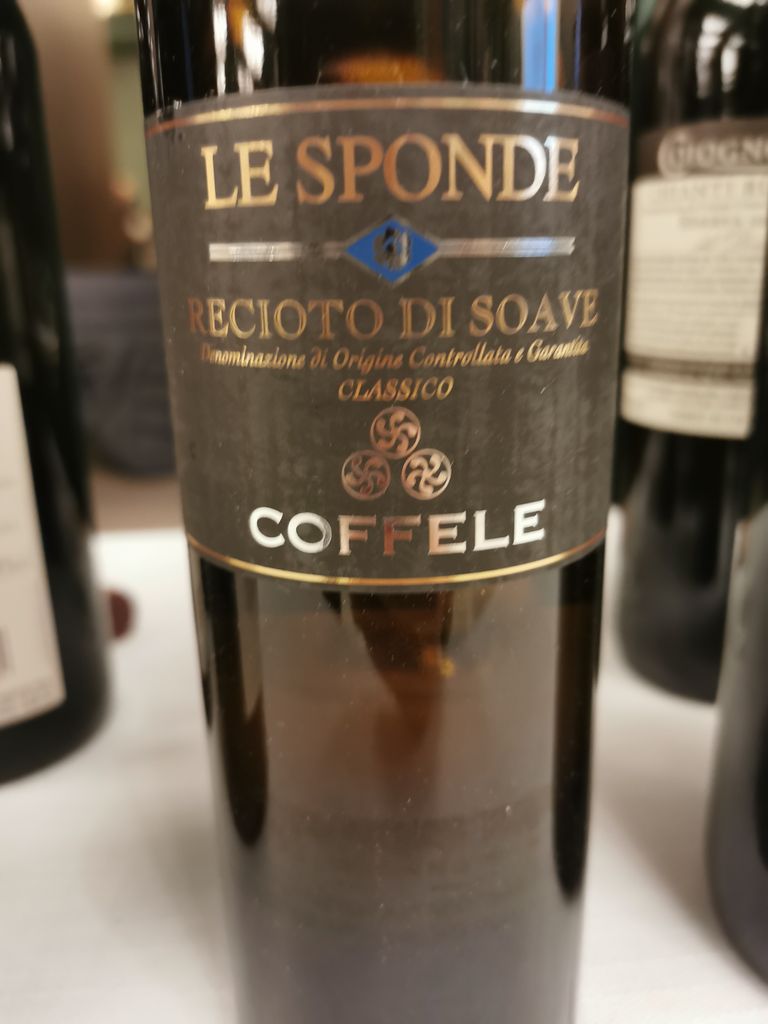 LE SPONDE
RECIOTO DI SOAVE
Denominazione di Origine Controllata e Garantita
CLASSICO
COFFELE